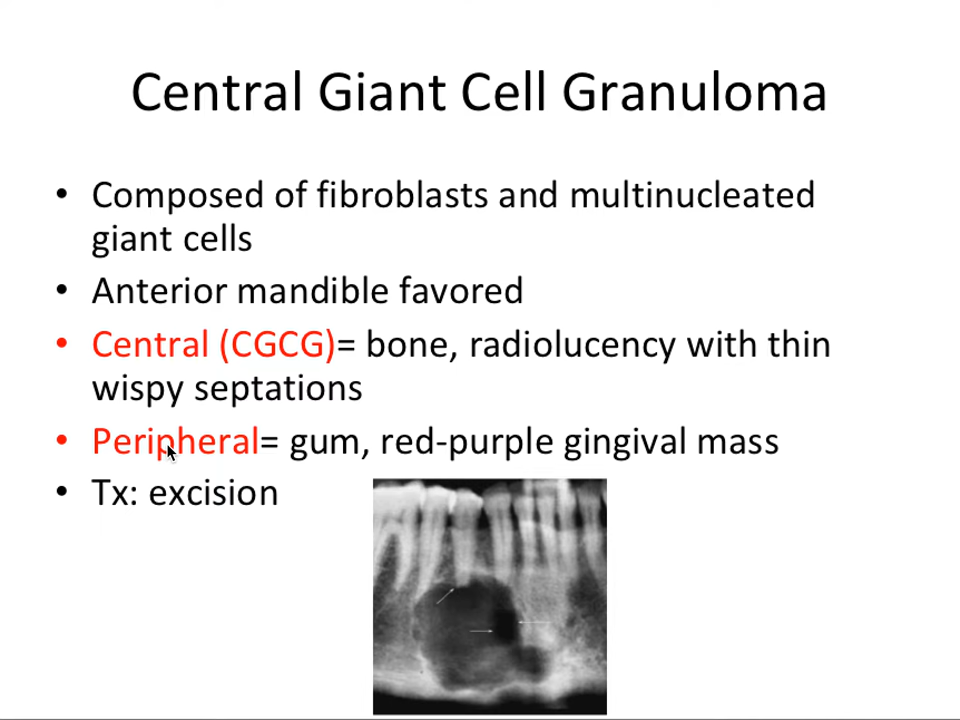 Central Giant Cell Granuloma
• Composed of fibroblasts and multinucleated
giant cells
• Anterior mandible favored
• Central (CGCG)= bone, radiolucency with thin
wispy septations
• Peripheral= gum, red-purple gingival mass
• Tx: excision